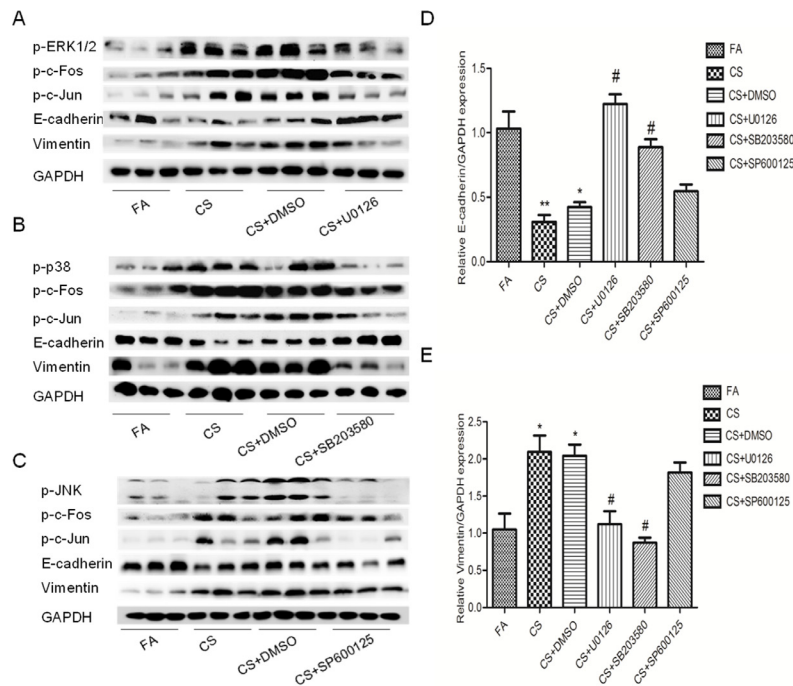 A
p-ERK1/2
p-c-Fos
p-c-Jun
E-cadherin
Vimentin
GAPDH
FA
CS
CS+DMSO
CS+U0126
B
p-p38
p-c-Fos
p-c-Jun
E-cadherin
Vimentin
GAPDH
FA
CS
CS+DMSO
CS+SB203580
C
p-JNK
p-c-Fos
p-c-Jun
E-cadherin
Vimentin
GAPDH
FA
CS
CS+DMSO
CS+SP600125
D
Relative E-cadherin/GAPDH expression
1.5
1.0
0.5
0.0
**
*
#
#
FA
CS
CS+DMSO
CS+U0126
CS+SB203580
CS+SP600125
FA
CS
CS+DMSO
CS+U0126
CS+SB203580
CS+SP600125
E
Relative Vimentin/GAPDH expression
2.5
2.0
1.5
1.0
0.5
0.0
*
*
#
#
FA
CS
CS+DMSO
CS+U0126
CS+SB203580
CS+SP600125
FA
CS
CS+DMSO
CS+U0126
CS+SB203580
CS+SP600125